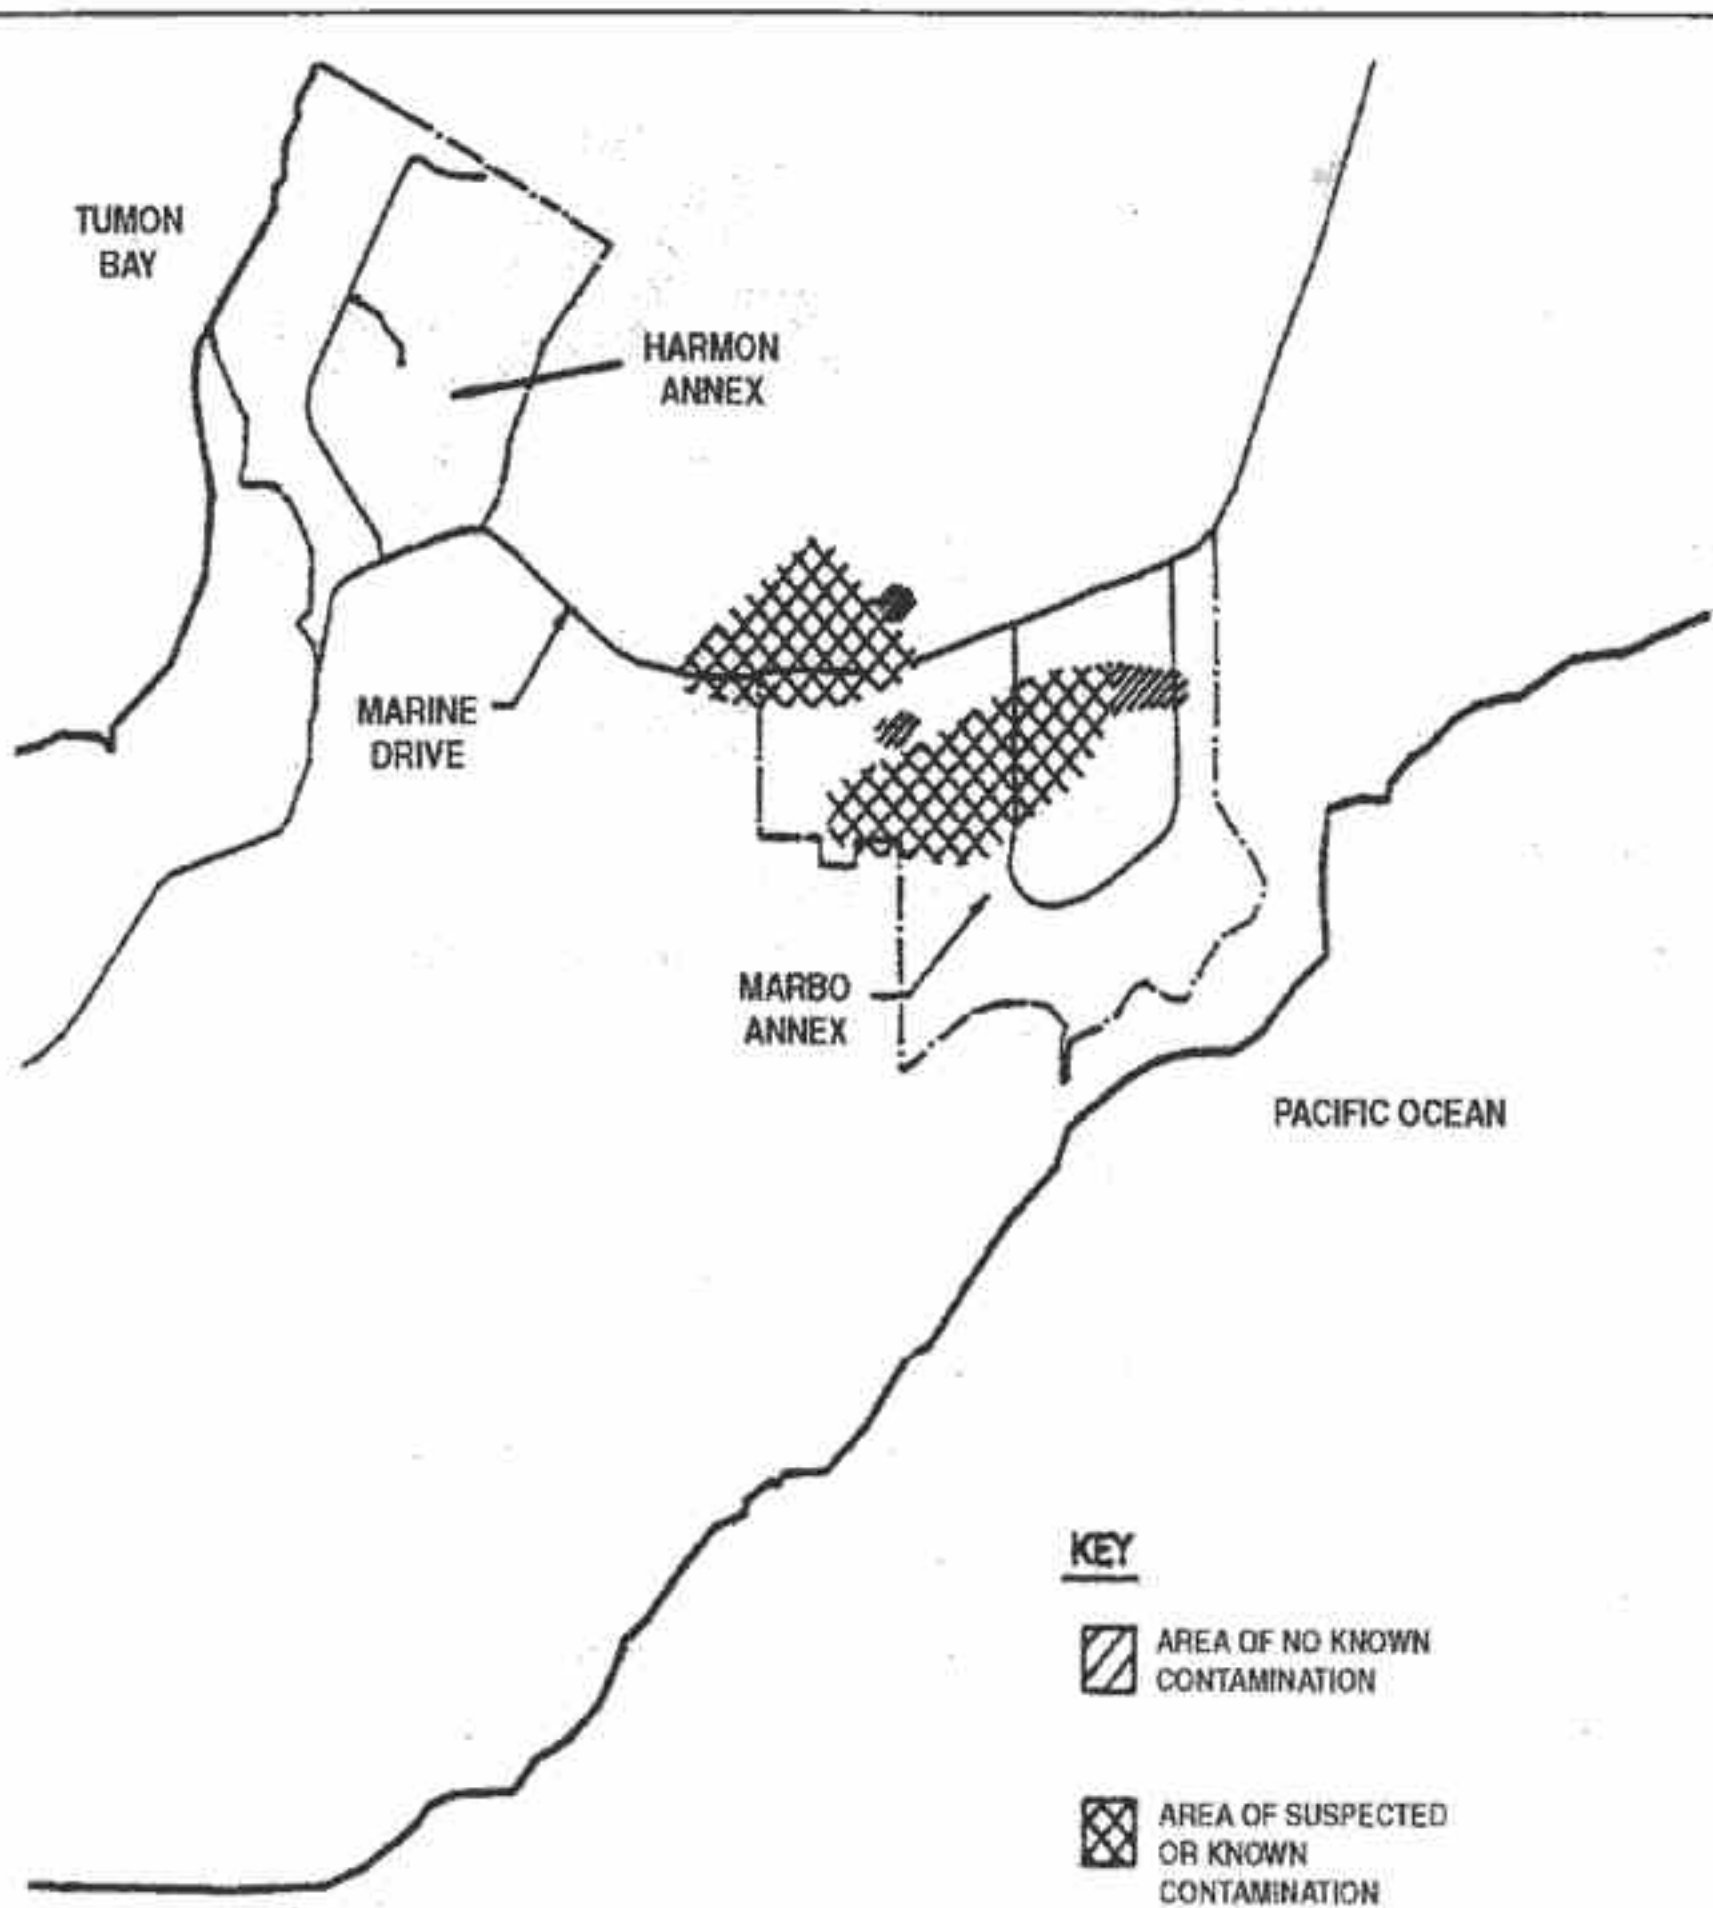 TUMON
BAY
HARMON
ANNEX
MARINE
DRIVE
MARBO
ANNEX
PACIFIC OCEAN
KEY
AREA OF NO KNOWN
CONTAMINATION
AREA OF SUSPECTED
OR KNOWN
CONTAMINATION